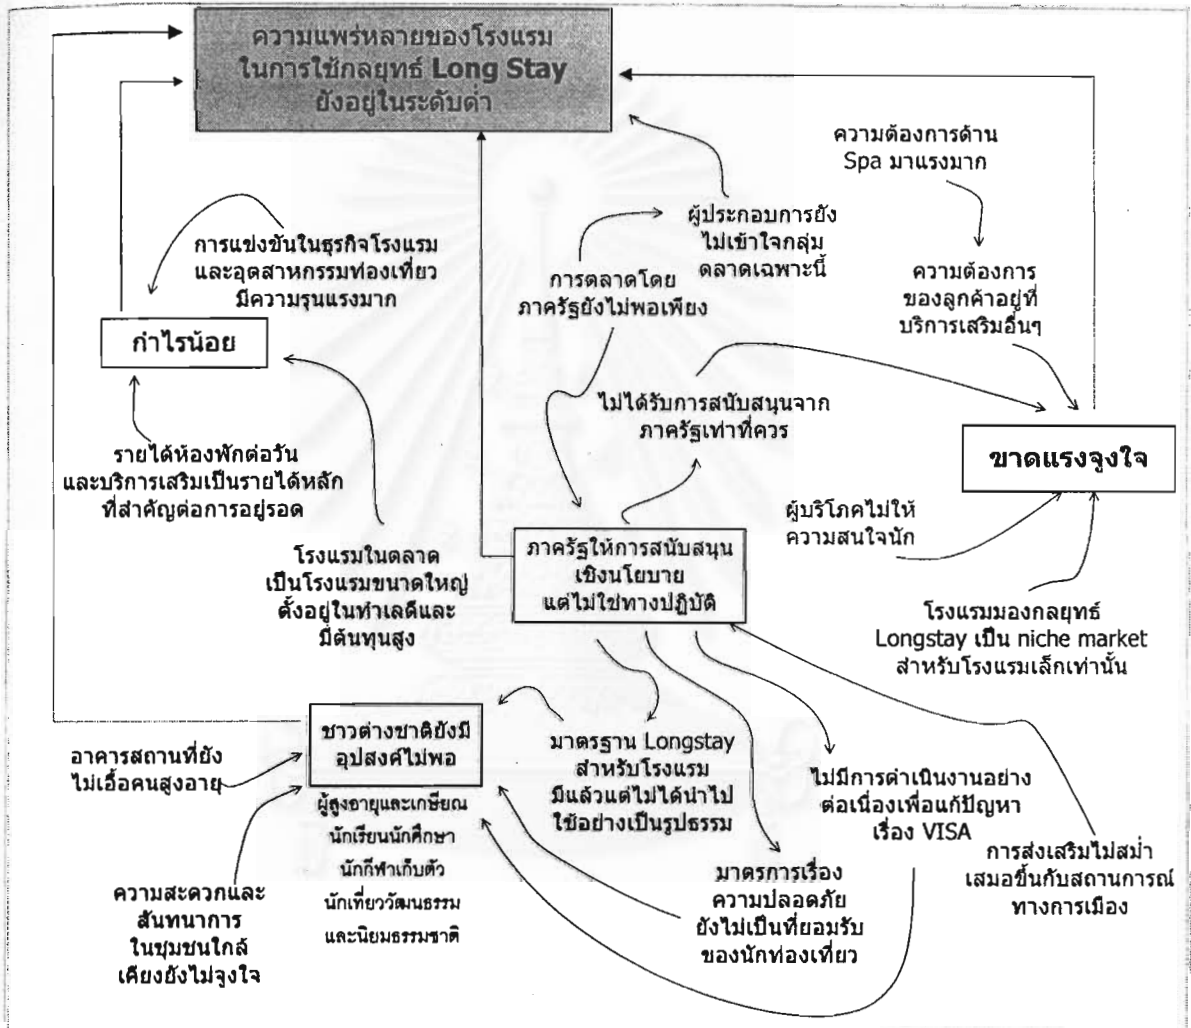 ความแพร่หลายของโรงแรม
ในการใช้กลยุทธ์ Long Stay
ยังอยู่ในระดับต่ำ
ความต้องการด้าน
Spa มาแรงมาก
ผู้ประกอบการยัง
ไม่เข้าใจกลุ่ม
ตลาดเฉพาะนี้
การแข่งขันในธุรกิจโรงแรม
และอุตสาหกรรมท่องเที่ยว
มีความรุนแรงมาก
การตลาดโดย
ภาครัฐยังไม่พอเพียง
ความต้องการ
ของลูกค้าอยู่ที่
บริการเสริมอื่นๆ
กำไรน้อย
ไม่ได้รับการสนับสนุนจาก
ภาครัฐเท่าที่ควร
ขาดแรงจูงใจ
รายได้ห้องพักต่อวัน
และบริการเสริมเป็นรายได้หลัก
ที่สำคัญต่อการอยู่รอด
ผู้บริโภคไม่ให้
ความสนใจนัก
โรงแรมในตลาด
เป็นโรงแรมขนาดใหญ่
ตั้งอยู่ในทำเลดีและ
มีต้นทุนสูง
ภาครัฐให้การสนับสนุน
เชิงนโยบาย
แต่ไม่ใช่ทางปฏิบัติ
โรงแรมมองกลยุทธ์
Longstay เป็น niche market
สำหรับโรงแรมเล็กเท่านั้น
ชาวต่างชาติยังมี
อุปสงค์ไม่พอ
อาคารสถานที่ยัง
ไม่เอื้อคนสูงอายุ
มาตรฐาน Longstay
สำหรับโรงแรม
มีแล้วแต่ไม่ได้นำไป
ใช้อย่างเป็นรูปธรรม
ไม่มีการดำเนินงานอย่าง
ต่อเนื่องเพื่อแก้ปัญหา
เรื่อง VISA
ผู้สูงอายุและเกษียณ
นักเรียนนักศึกษา
นักกีฬาเก็บตัว
นักเที่ยววัฒนธรรม
และนิยมธรรมชาติ
การส่งเสริมไม่สม่ำ
เสมอขึ้นกับสถานการณ์
ทางการเมือง
มาตรการเรื่อง
ความปลอดภัย
ยังไม่เป็นที่ยอมรับ
ของนักท่องเที่ยว
ความสะดวกและ
สันทนาการ
ในชุมชนใกล้
เคียงยังไม่จูงใจ